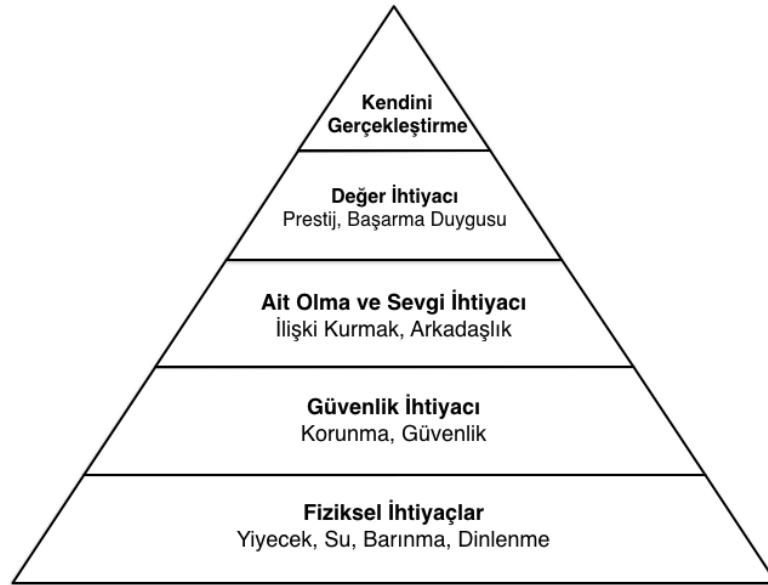 Kendini
Gerçekleştirme
Değer İhtiyacı
Prestij, Başarma Duygusu
Ait Olma ve Sevgi İhtiyacı
İlişki Kurmak, Arkadaşlık
Güvenlik İhtiyacı
Korunma, Güvenlik
Fiziksel İhtiyaçlar
Yiyecek, Su, Barınma, Dinlenme